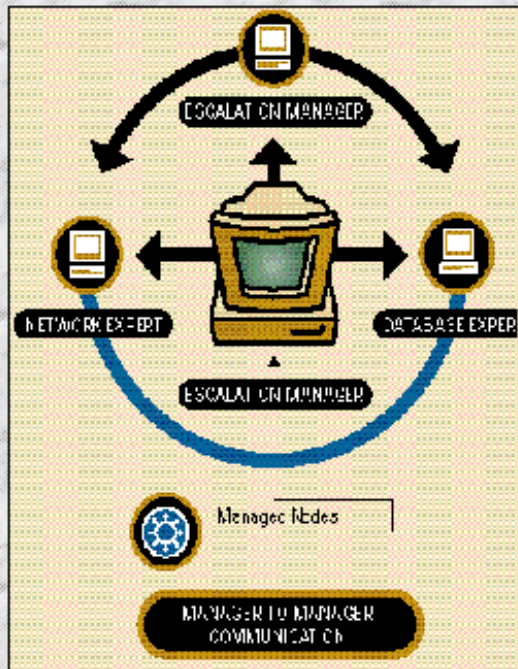 ESCALATION MANAGER
NETWORK EXPERT
DATABASE EXPER
ESCALATION MANAGER
Managed Nodes
MANAGER TO MANAGER
COMMUNICATION